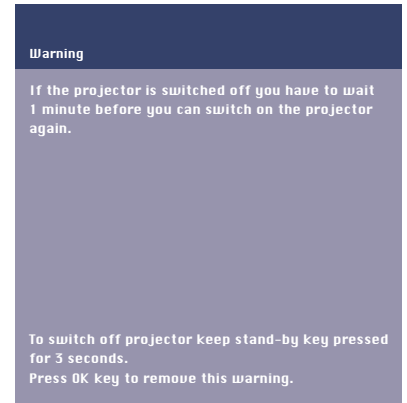 Warning
If the projector is switched off you have to wait
1 minute before you can switch on the projector
again.
To switch off projector keep stand-by key pressed
for 3 seconds.
Press OK key to remove this warning.